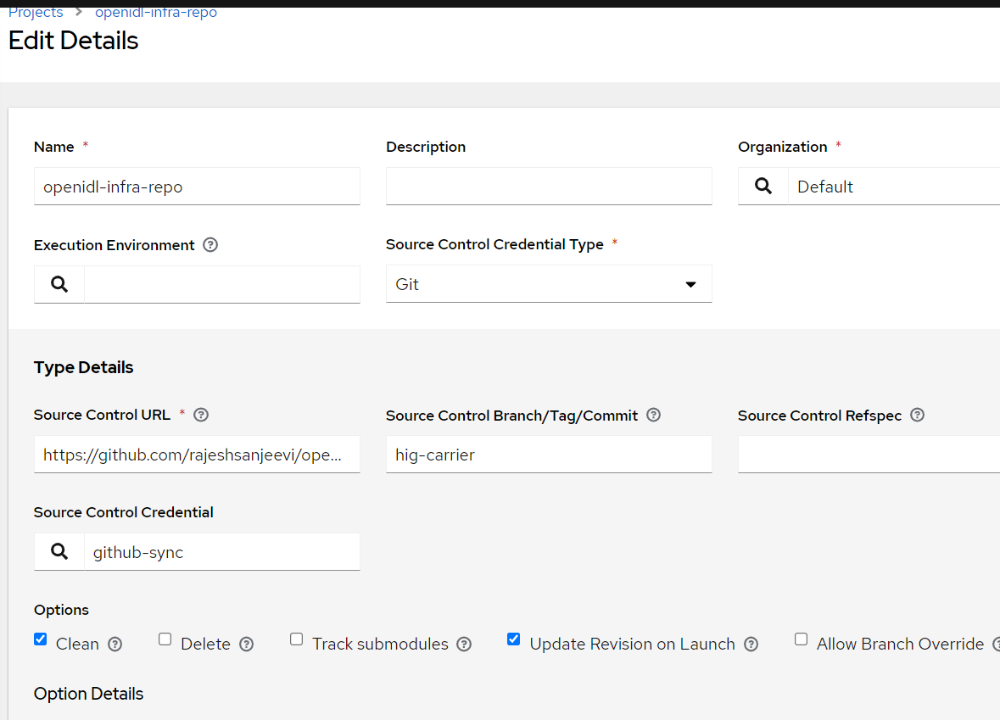 Projects > openidl-infra-repo
Edit Details
Name * Description Organization *
openidl-infra-repo Default
Execution Environment Source Control Credential Type *
Git
Type Details
Source Control URL * Source Control Branch/Tag/Commit Source Control Refspec
https://github.com/rajeshsanjeevi/ope... hig-carrier
Source Control Credential
github-sync
Options
Clean Delete Track submodules Update Revision on Launch Allow Branch Override
Option Details